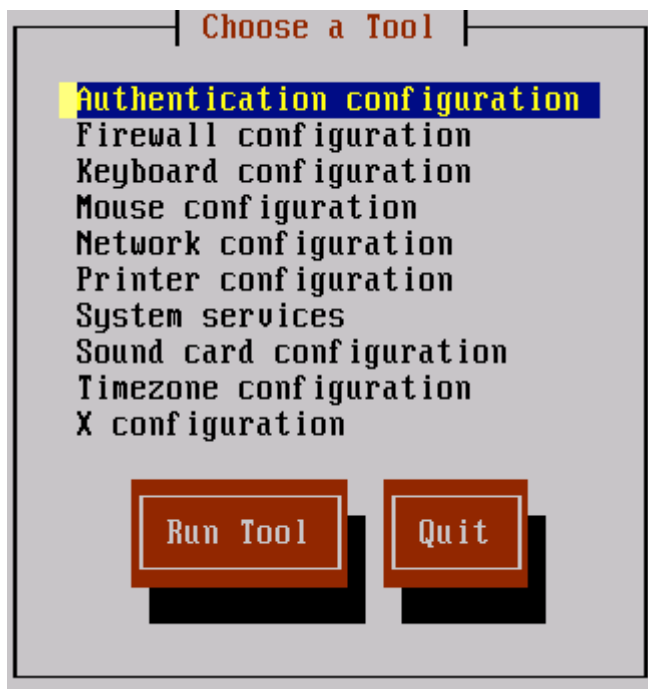 Choose a Tool
Authentication configuration
Firewall configuration
Keyboard configuration
Mouse configuration
Network configuration
Printer configuration
System services
Sound card configuration
Timezone configuration
X configuration
Run Tool
Quit